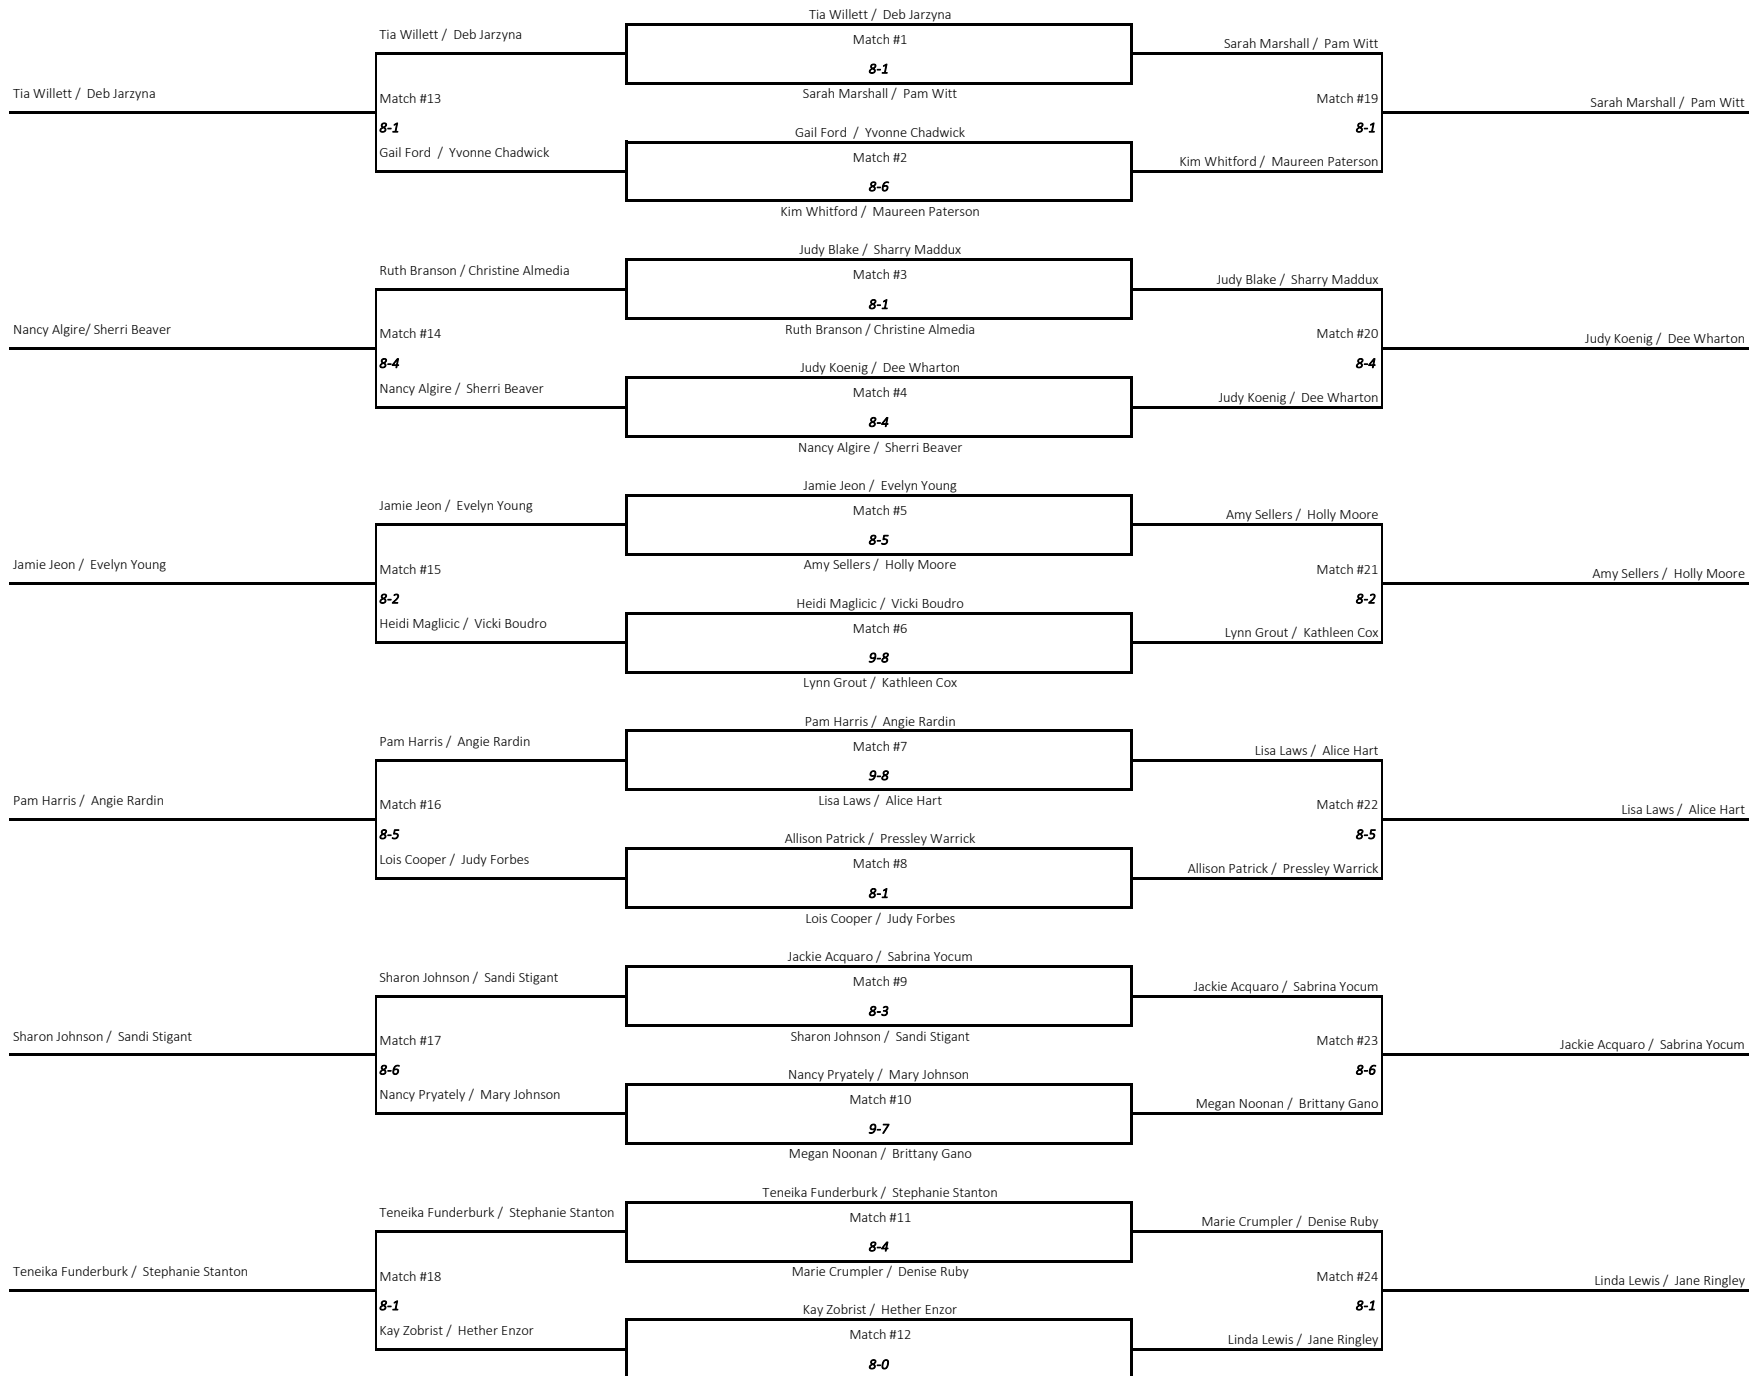 Tia Willett /  Deb Jarzyna
Tia Willett /  Deb Jarzyna
Match #1
Sarah Marshall /  Pam Witt
8-1
Tia Willett /  Deb Jarzyna
Match #13
Sarah Marshall /  Pam Witt
Match #19
Sarah Marshall /  Pam Witt
8-1
Gail Ford  /  Yvonne Chadwick
8-1
Gail Ford  /  Yvonne Chadwick
Match #2
Kim Whitford /  Maureen Paterson
8-6
Kim Whitford /  Maureen Paterson
Judy Blake /  Sharry Maddux
Ruth Branson / Christine Almedia
Match #3
Judy Blake /  Sharry Maddux
8-1
Nancy Algire/ Sherri Beaver
Match #14
Ruth Branson / Christine Almedia
Match #20
Judy Koenig /  Dee Wharton
8-4
Judy Koenig /  Dee Wharton
8-4
Nancy Algire /  Sherri Beaver
Match #4
Judy Koenig /  Dee Wharton
8-4
Nancy Algire /  Sherri Beaver
Jamie Jeon /  Evelyn Young
Jamie Jeon /  Evelyn Young
Match #5
Amy Sellers /  Holly Moore
8-5
Jamie Jeon /  Evelyn Young
Match #15
Amy Sellers /  Holly Moore
Match #21
Amy Sellers /  Holly Moore
8-2
Heidi Maglicic /  Vicki Boudro
8-2
Heidi Maglicic /  Vicki Boudro
Match #6
Lynn Grout /  Kathleen Cox
9-8
Lynn Grout /  Kathleen Cox
Pam Harris /  Angie Rardin
Pam Harris /  Angie Rardin
Match #7
Lisa Laws /  Alice Hart
9-8
Pam Harris /  Angie Rardin
Match #16
Lisa Laws /  Alice Hart
Match #22
Lisa Laws /  Alice Hart
8-5
Allison Patrick /  Pressley Warrick
8-5
Lois Cooper /  Judy Forbes
Match #8
Allison Patrick /  Pressley Warrick
8-1
Lois Cooper /  Judy Forbes
Jackie Acquaro /  Sabrina Yocum
Sharon Johnson /  Sandi Stigant
Match #9
Jackie Acquaro /  Sabrina Yocum
8-3
Sharon Johnson /  Sandi Stigant
Match #17
Sharon Johnson /  Sandi Stigant
Match #23
Jackie Acquaro /  Sabrina Yocum
8-6
Nancy Pryately /  Mary Johnson
8-6
Nancy Pryately /  Mary Johnson
Match #10
Megan Noonan /  Brittany Gano
9-7
Megan Noonan /  Brittany Gano
Teneika Funderburk /  Stephanie Stanton
Teneika Funderburk /  Stephanie Stanton
Match #11
Marie Crumpler /  Denise Ruby
8-4
Teneika Funderburk /  Stephanie Stanton
Match #18
Marie Crumpler /  Denise Ruby
Match #24
Linda Lewis /  Jane Ringley
8-1
Kay Zobrist /  Hether Enzor
8-1
Kay Zobrist /  Hether Enzor
Match #12
Linda Lewis /  Jane Ringley
8-0